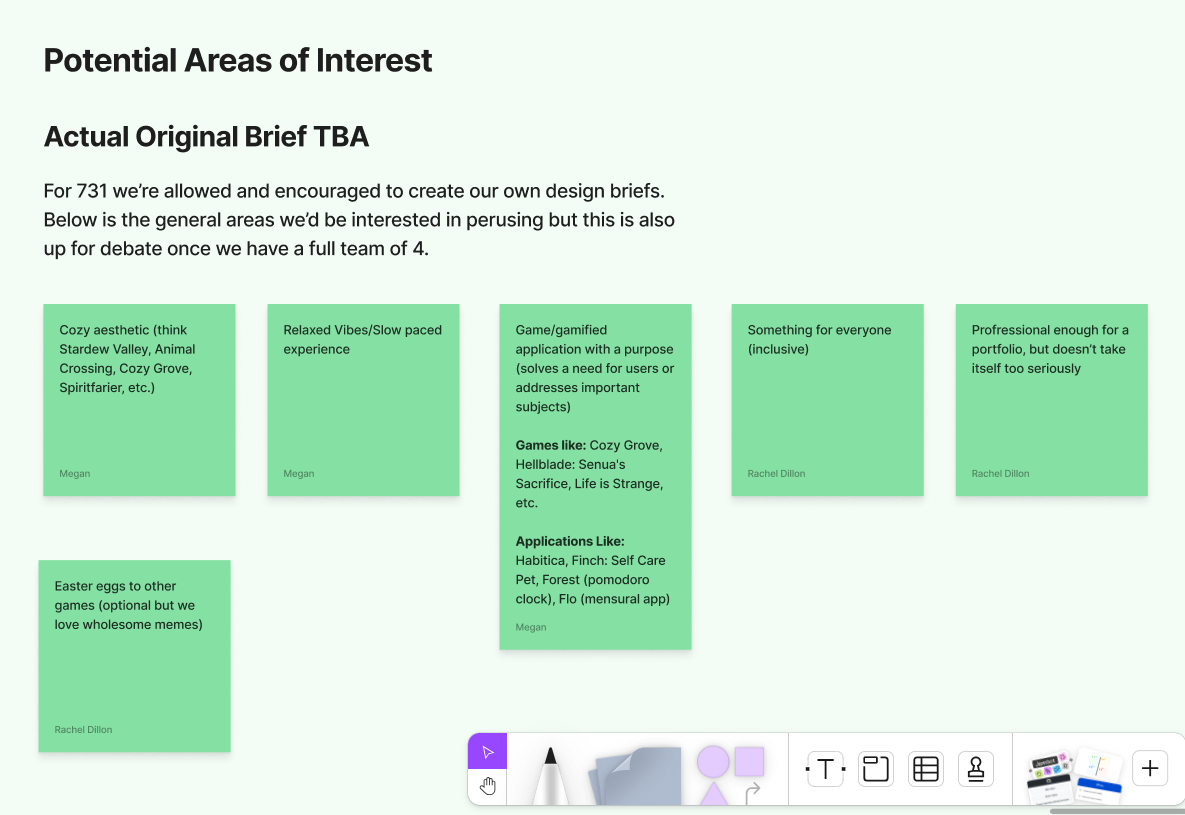 Potential Areas of Interest
Actual Original Brief TBA
For 731 we're allowed and encouraged to create our own design briefs.
Below is the general areas we'd be interested in perusing but this is also
up for debate once we have a full team of 4.
Cozy aesthetic (think
Stardew Valley, Animal
Crossing, Cozy Grove,
Spiritfarier, etc.)
Megan
Relaxed Vibes/Slow paced
experience
Megan
Game/gamified
application with a purpose
(solves a need for users or
addresses important
subjects)
Games like: Cozy Grove,
Hellblade: Senua's
Sacrifice, Life is Strange,
etc.
Applications Like:
Habitica, Finch: Self Care
Pet, Forest (pomodoro
clock), Flo (mensural app)
Megan
Something for everyone
(inclusive)
Rachel Dillon
Profressional enough for a
portfolio, but doesn't take
itself too seriously
Rachel Dillon
Easter eggs to other
games (optional but we
love wholesome memes)
Rachel Dillon
T